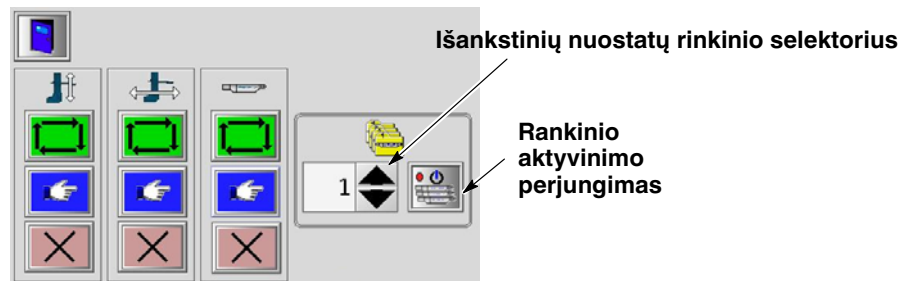 Išankstinių nuostatų rinkinio selektorius
Rankinio
aktyvinimo
perjungimas
1